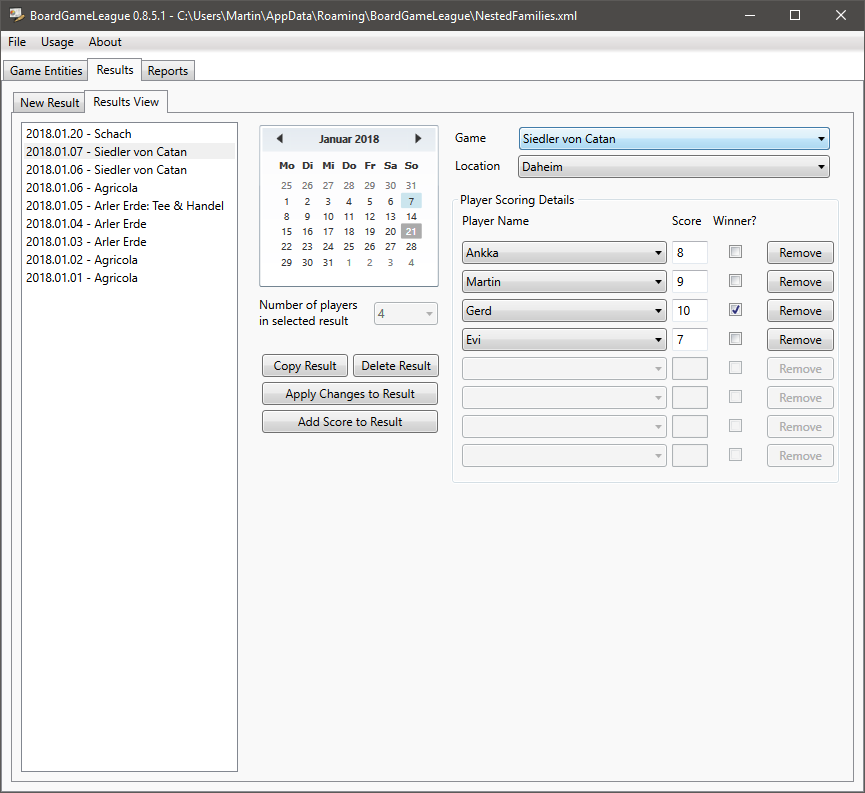 BoardGameLeague 0.8.5.1 - C:\Users\Martin\AppData\Roaming\BoardGameLeague\NestedFamilies.xml
File Usage About
Game Entities Results Reports
New Result Results View
2018.01.20 - Schach
2018.01.07 - Siedler von Catan
2018.01.06 - Siedler von Catan
2018.01.06 - Agricola
2018.01.05 - Arler Erde: Tee & Handel
2018.01.04 - Arler Erde
2018.01.03 - Arler Erde
2018.01.02 - Agricola
2018.01.01 - Agricola
Januar 2018
Mo Di Mi Do Fr Sa So
25 26 27 28 29 30 31
1 2 3 4 5 6 7
8 9 10 11 12 13 14
15 16 17 18 19 20 21
22 23 24 25 26 27 28
29 30 31 1 2 3 4
Number of players
in selected result 4
Copy Result Delete Result
Apply Changes to Result
Add Score to Result
Game Siedler von Catan
Location Daheim
Player Scoring Details
Player Name Score Winner?
Ankka 8 Remove
Martin 9 Remove
Gerd 10 Remove
Evi 7 Remove
Remove
Remove
Remove
Remove